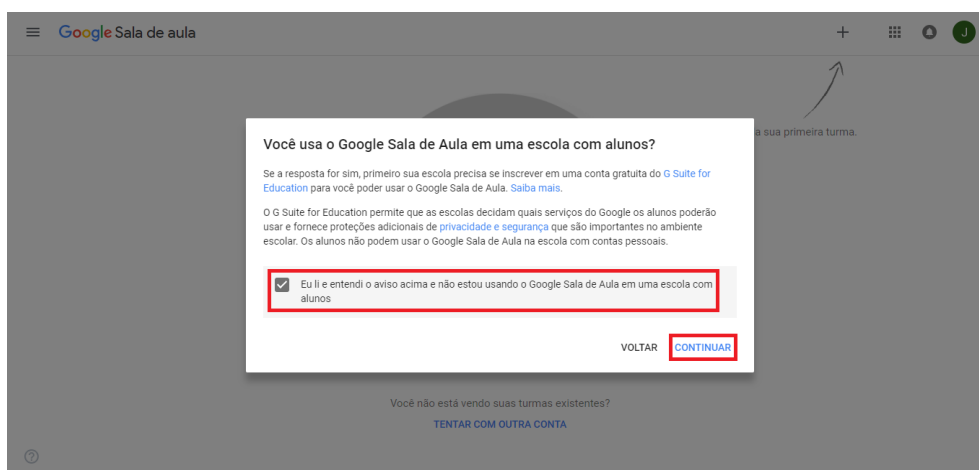 Google Sala de aula
J
a sua primeira turma.
Você usa o Google Sala de Aula em uma escola com alunos?
Se a resposta for sim, primeiro sua escola precisa se inscrever em uma conta gratuita do G Suite for
Education para você poder usar o Google Sala de Aula. Saiba mais.
O G Suite for Education permite que as escolas decidam quais serviços do Google os alunos poderão
usar e fornece proteções adicionais de privacidade e segurança que são importantes no ambiente
escolar. Os alunos não podem usar o Google Sala de Aula na escola com contas pessoais.
Eu li e entendi o aviso acima e não estou usando o Google Sala de Aula em uma escola com
alunos
VOLTAR CONTINUAR
Você não está vendo suas turmas existentes?
TENTAR COM OUTRA CONTA